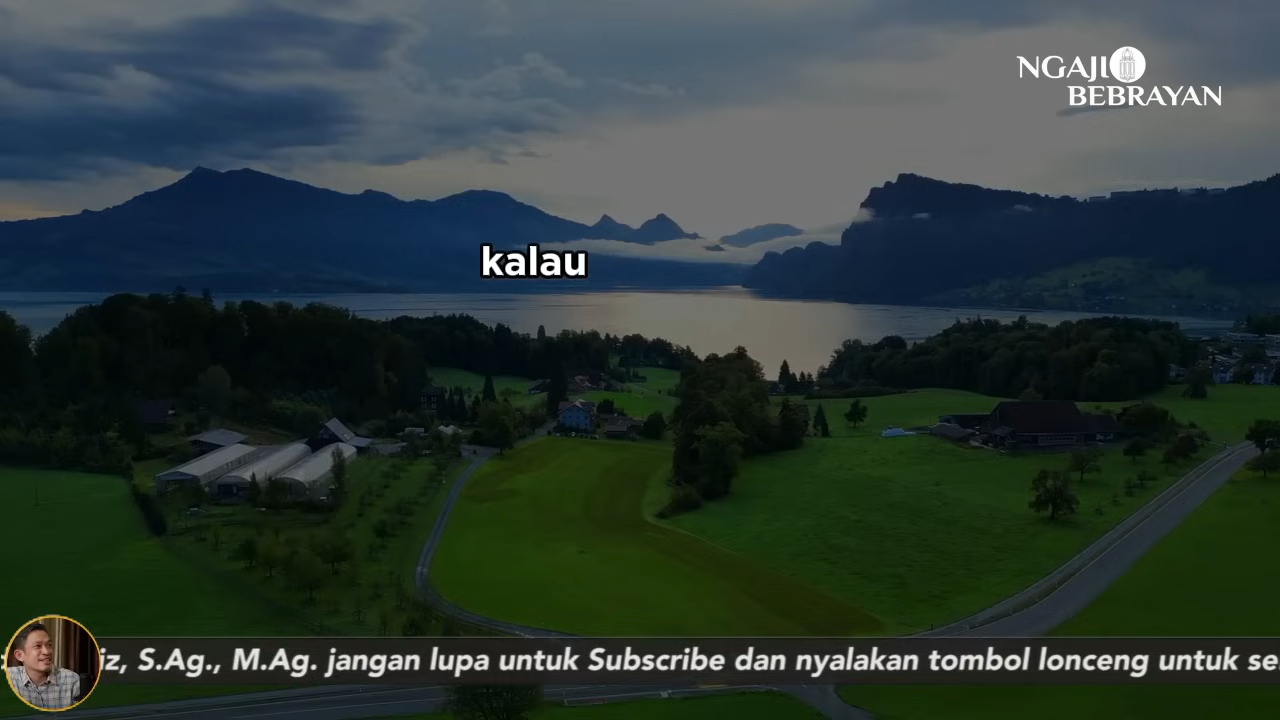 NGAJI
BEBRAYAN
kalau
iz, S.Ag., M.Ag. jangan lupa untuk Subscribe dan nyalakan tombol lonceng untuk se